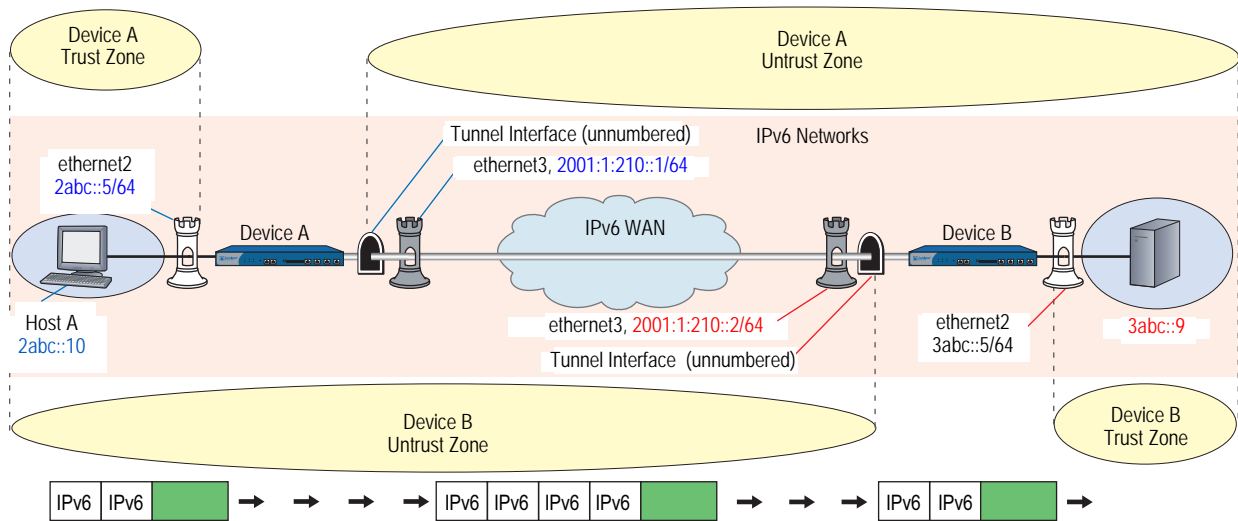 Device A
Trust Zone
Device A
Untrust Zone
Tunnel Interface (unnumbered)
IPv6 Networks
ethernet2
2abc::5/64
ethernet3, 2001:1:210::1/64
Device A
IPv6 WAN
Device B
Host A
2abc::10
ethernet3, 2001:1:210::2/64
Tunnel Interface (unnumbered)
ethernet2
3abc::5/64
3abc::9
Device B
Untrust Zone
Device B
Trust Zone
IPv6 IPv6 IPv6 IPv6 IPv6 IPv6 IPv6 IPv6